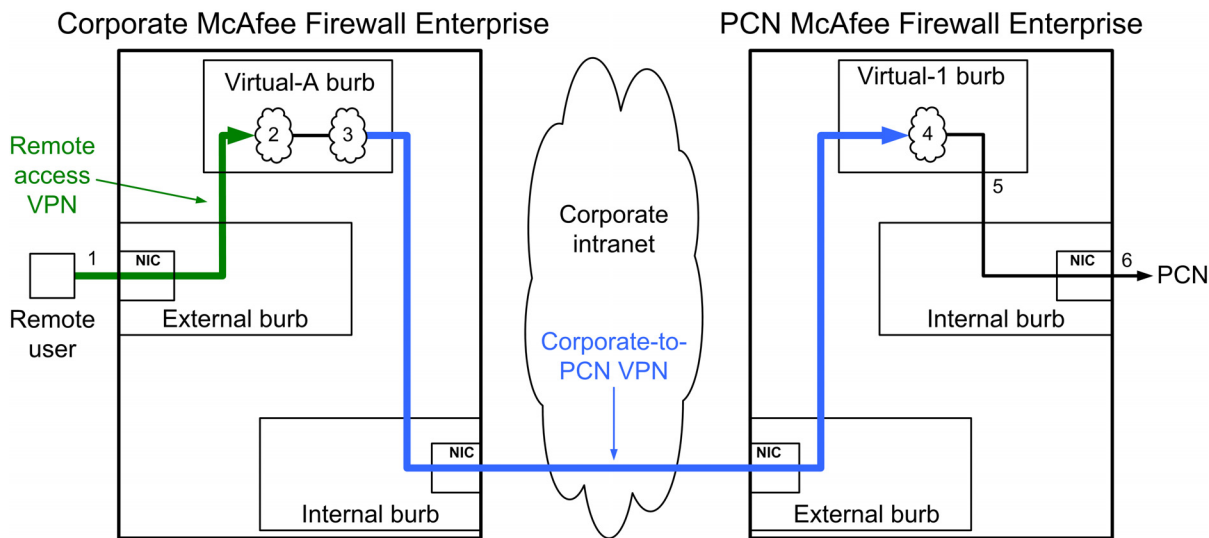 Corporate McAfee Firewall Enterprise
PCN McAfee Firewall Enterprise
Virtual-A burb
2
3
Remote
access
VPN
1
NIC
Remote
user
External burb
NIC
Internal burb
Corporate
intranet
Corporate-to-
PCN VPN
Virtual-1 burb
4
5
NIC
6
PCN
Internal burb
NIC
External burb